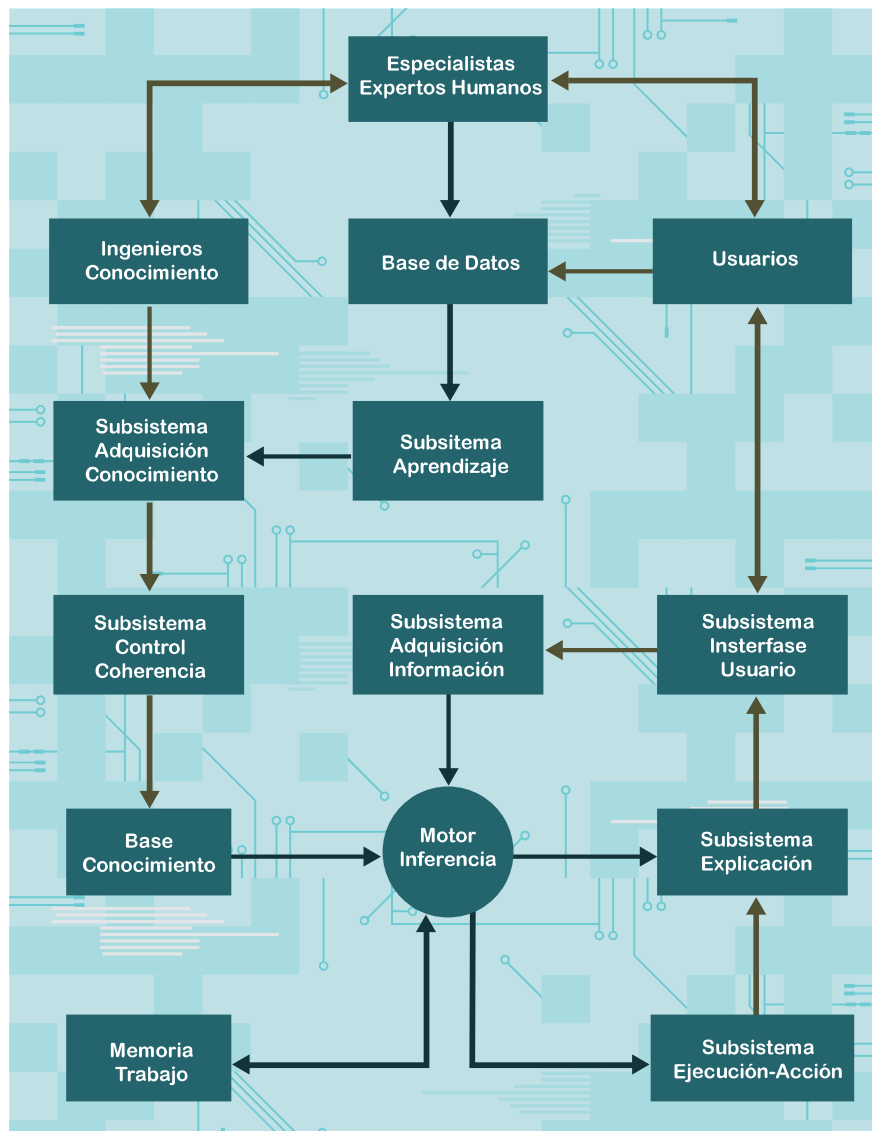 Especialistas
Expertos Humanos
Ingenieros
Conocimiento
Base de Datos
Usuarios
Subsistema
Adquisición
Conocimiento
Subsitema
Aprendizaje
Subsistema
Control
Coherencia
Subsistema
Adquisición
Información
Subsistema
Insterfase
Usuario
Base
Conocimiento
Motor
Inferencia
Subsistema
Explicación
Memoria
Trabajo
Subsistema
Ejecución-Acción